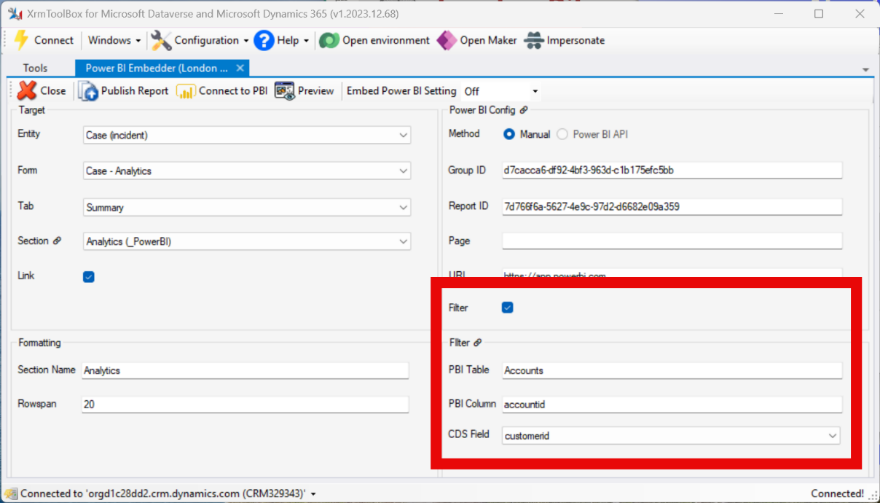 XrmToolBox for Microsoft Dataverse and Microsoft Dynamics 365 (v1.2023.12.68)
Connect Windows Configuration Help Open environment Open Maker Impersonate
Tools Power BI Embedder (London ...
Close Publish Report Connect to PBI Preview Embed Power BI Setting Off
Target
Entity Case (incident)
Form Case - Analytics
Tab Summary
Section Analytics (_PowerBI)
Link
Power BI Config
Method Manual Power BI API
Group ID d7cacca6-df92-4bf3-963d-c1b175efc5bb
Report ID 7d766f6a-5627-4e9c-97d2-d6682e09a359
Page
URL https://app.powerbi.com
Filter
Formatting
Section Name Analytics
Rowspan 20
Filter
PBI Table Accounts
PBI Column accountid
CDS Field customerid
Connected to 'orgd1c28dd2.crm.dynamics.com (CRM329343)' Connected!